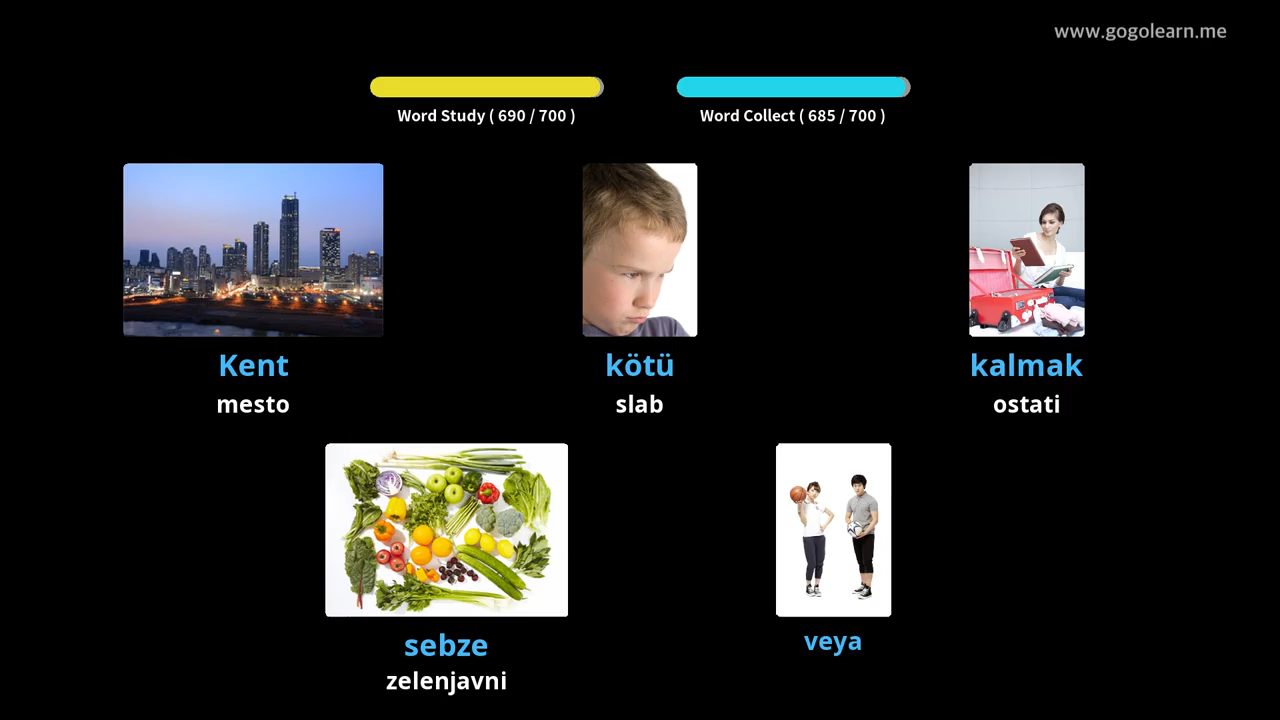 www.gogolearn.me
Word Study ( 690 / 700 )
Word Collect ( 685 / 700 )
Kent
mesto
kötü
slab
kalmak
ostati
sebze
zelenjavni
veya